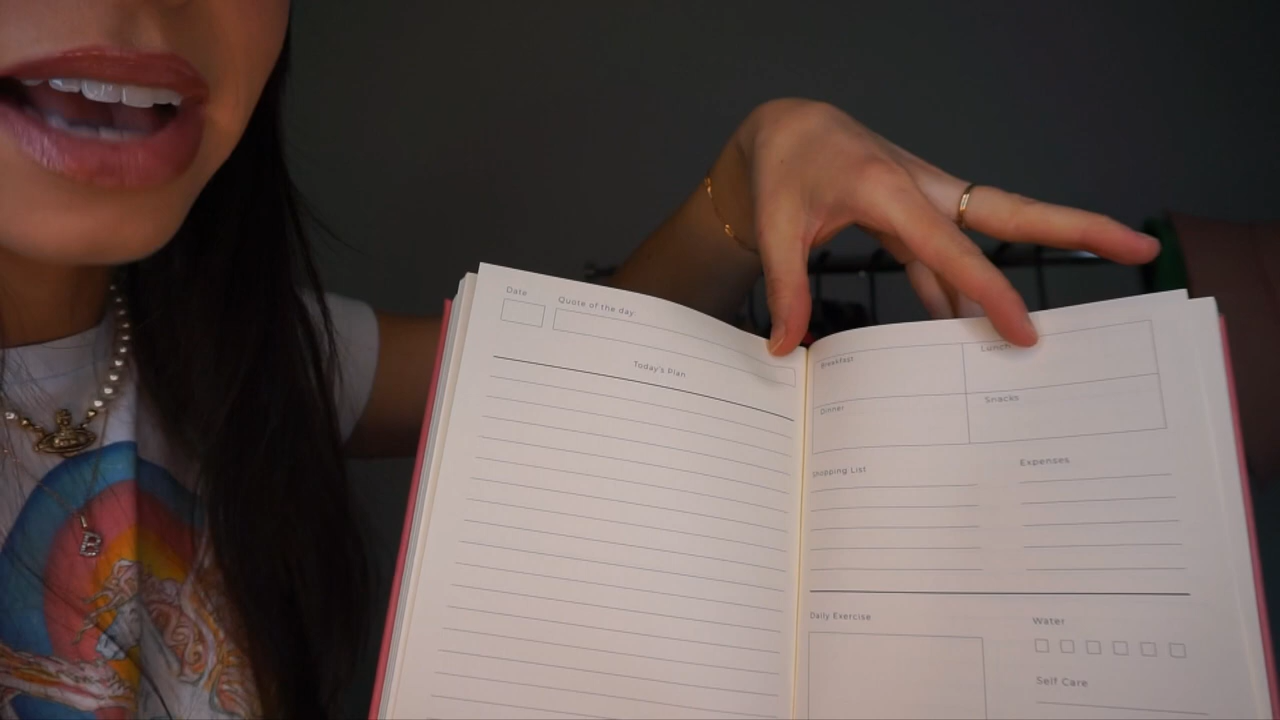 Date
Quote of the day
Today's Plan
Breakfast
Lunch
Dinner
Snacks
Shopping List
Expenses
Daily Exercise
Water
Self Care
B